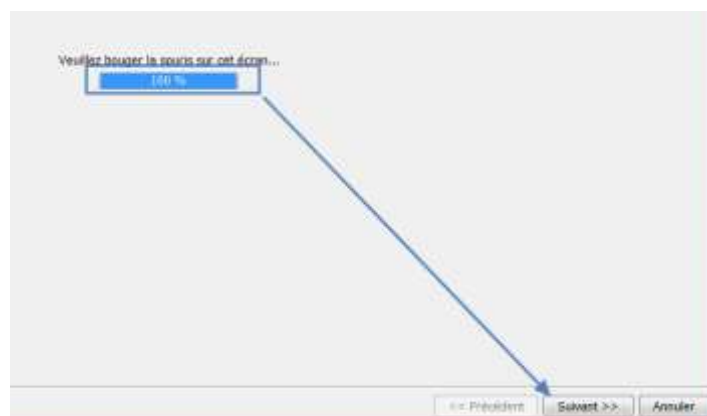 Veuillez bouger la souris sur cet écran...
100 %
<< Précédent Suivant >> Annuler